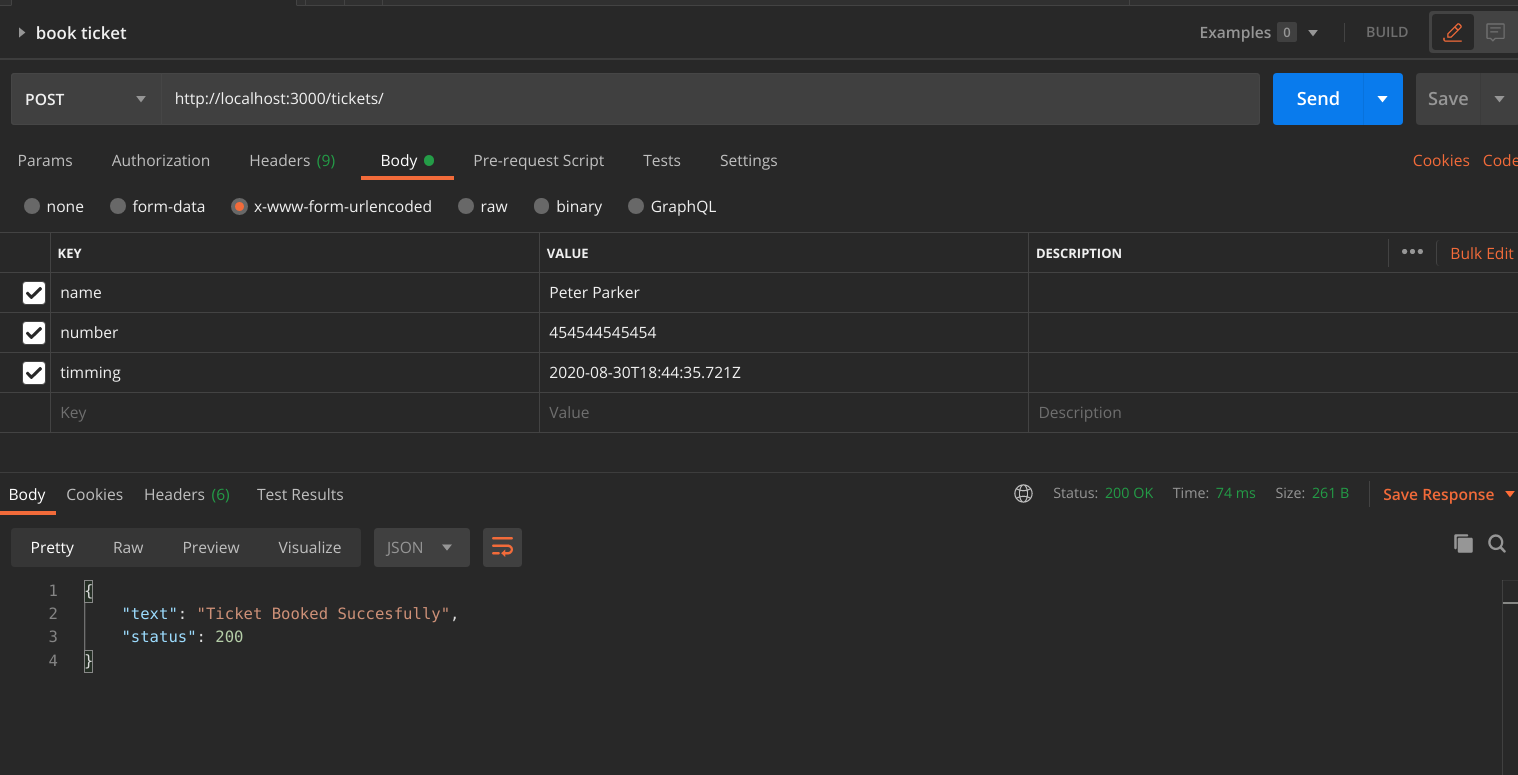 book ticket Examples 0 BUILD
POST http://localhost:3000/tickets/ Send Save
Params Authorization Headers (9) Body Pre-request Script Tests Settings Cookies Code
none form-data x-www-form-urlencoded raw binary GraphQL
KEY VALUE DESCRIPTION ••• Bulk Edit
name Peter Parker
number 454544545454
timming 2020-08-30T18:44:35.721Z
Key Value Description
Body Cookies Headers (6) Test Results Status: 200 OK Time: 74 ms Size: 261 B Save Response
Pretty Raw Preview Visualize JSON
1 {
2 "text": "Ticket Booked Succesfully",
3 "status": 200
4 }